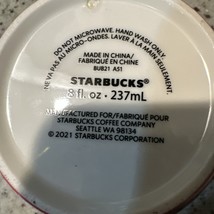 DO NOT MICROWAVE. HAND WASH ONLY
NE VA PAS AU MICRO-ONDES. LAVER À LA MAIN SEULEMENT.
MADE IN CHINA/
FABRIQUÉ EN CHINE
BUB21 A51
STARBUCKS®
8 fl. oz • 237mL
MANUFACTURED FOR/FABRIQUÉ POUR
STARBUCKS COFFEE COMPANY
SEATTLE WA 98134
© 2021 STARBUCKS CORPORATION